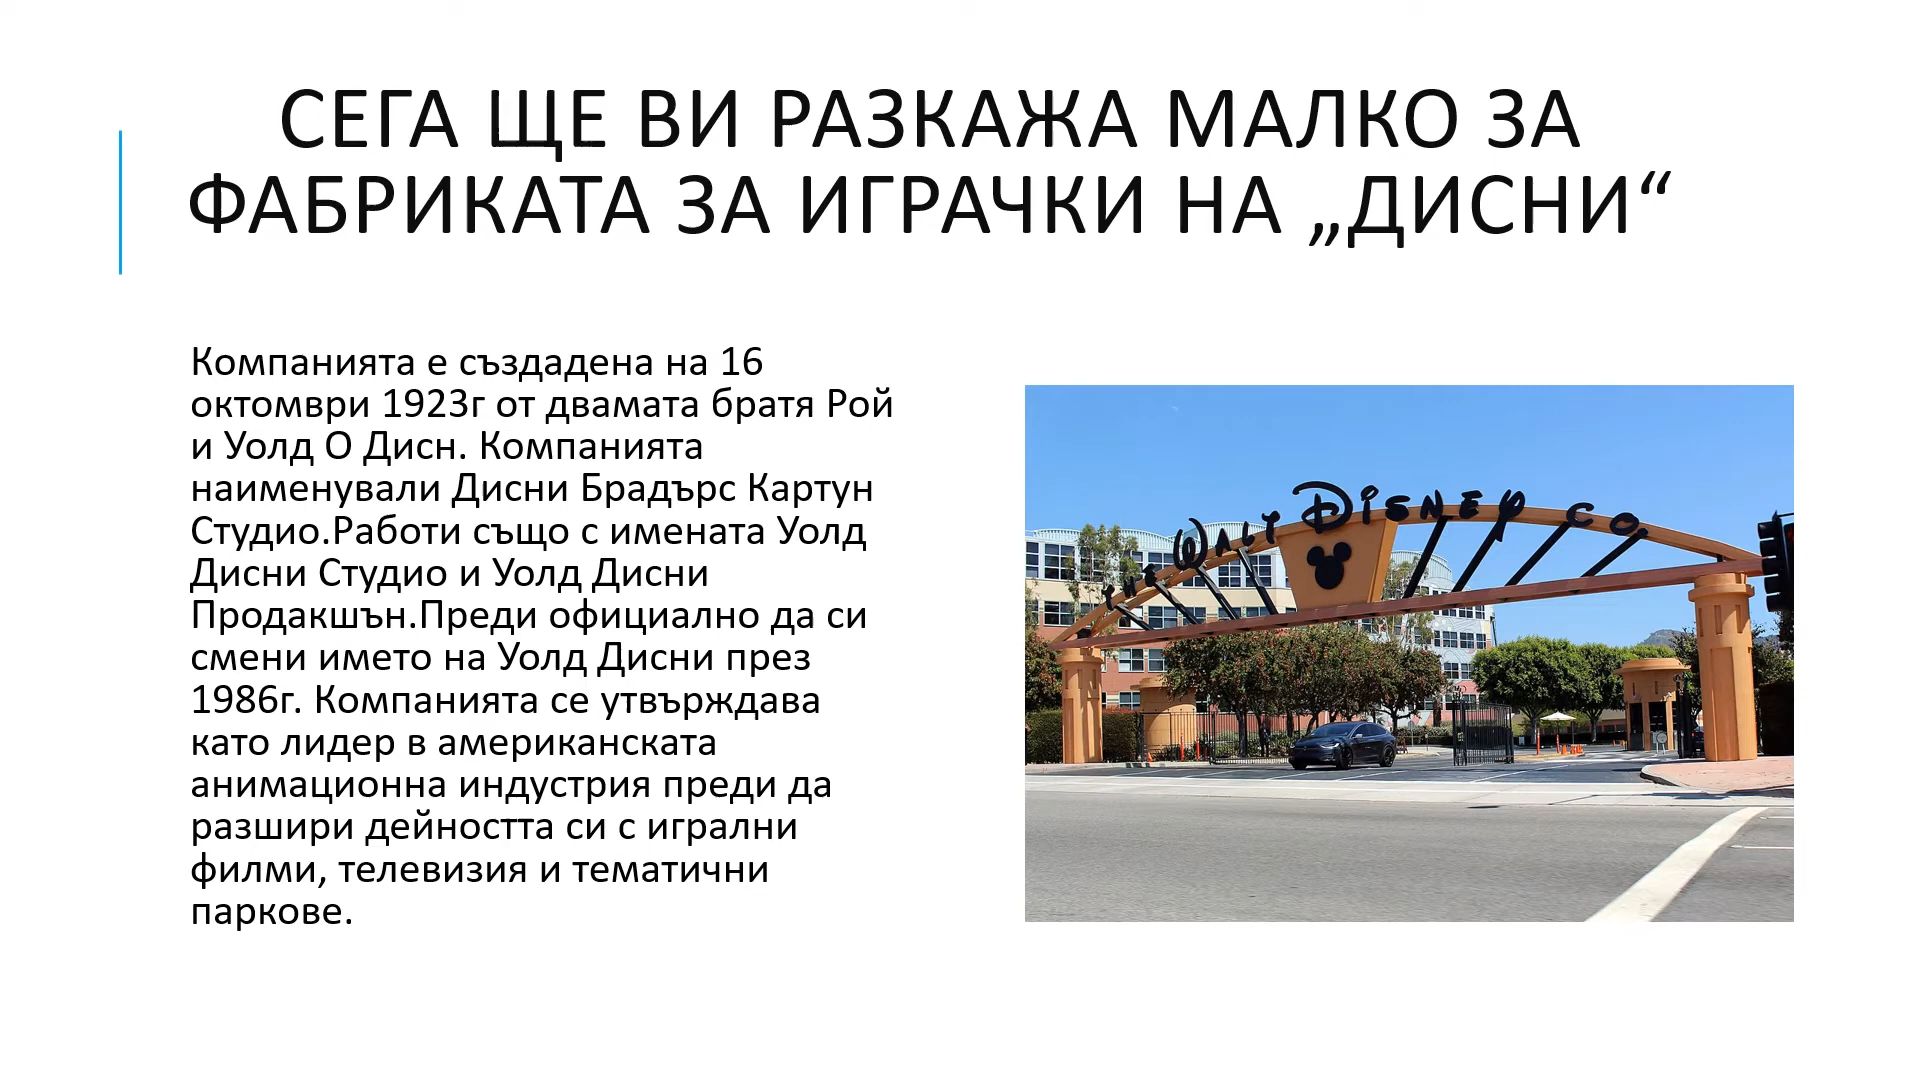 СЕГА ЩЕ ВИ РАЗКАЖА МАЛКО ЗА
ФАБРИКАТА ЗА ИГРАЧКИ НА „ДИСНИ“
Компанията е създадена на 16
октомври 1923г от двамата братя Рой
и Уолд О Дисн. Компанията
наименували Дисни Брадърс Картун
Студио.Работи също с имената Уолд
Дисни Студио и Уолд Дисни
Продакшън.Преди официално да си
смени името на Уолд Дисни през
1986г. Компанията се утвърждава
като лидер в американската
анимационна индустрия преди да
разшири дейността си с игрални
филми, телевизия и тематични
паркове.
THE WALT DISNEY CO.